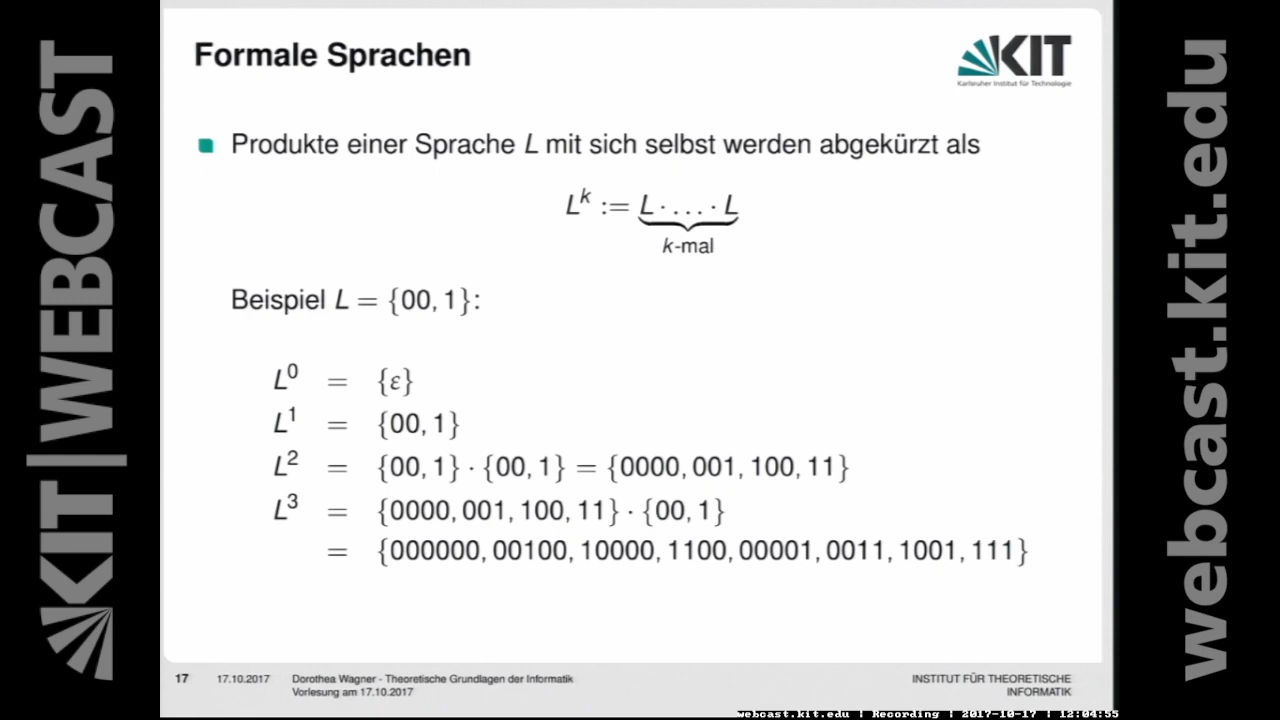 KIT|WEBCAST
Formale Sprachen
KIT
Karlsruher Institut für Technologie
Produkte einer Sprache L mit sich selbst werden abgekürzt als
L^k := L · … · L
k-mal
Beispiel L = {00, 1}:
L^0 = {ε}
L^1 = {00, 1}
L^2 = {00, 1} · {00, 1} = {0000, 001, 100, 11}
L^3 = {0000, 001, 100, 11} · {00, 1}
= {000000, 00100, 10000, 1100, 00001, 0011, 1001, 111}
17 17.10.2017 Dorothea Wagner - Theoretische Grundlagen der Informatik
Vorlesung am 17.10.2017
INSTITUT FÜR THEORETISCHE
INFORMATIK
webcast.kit.edu | Recording | 2017-10-17 | 12:04:55
webcast.kit.edu